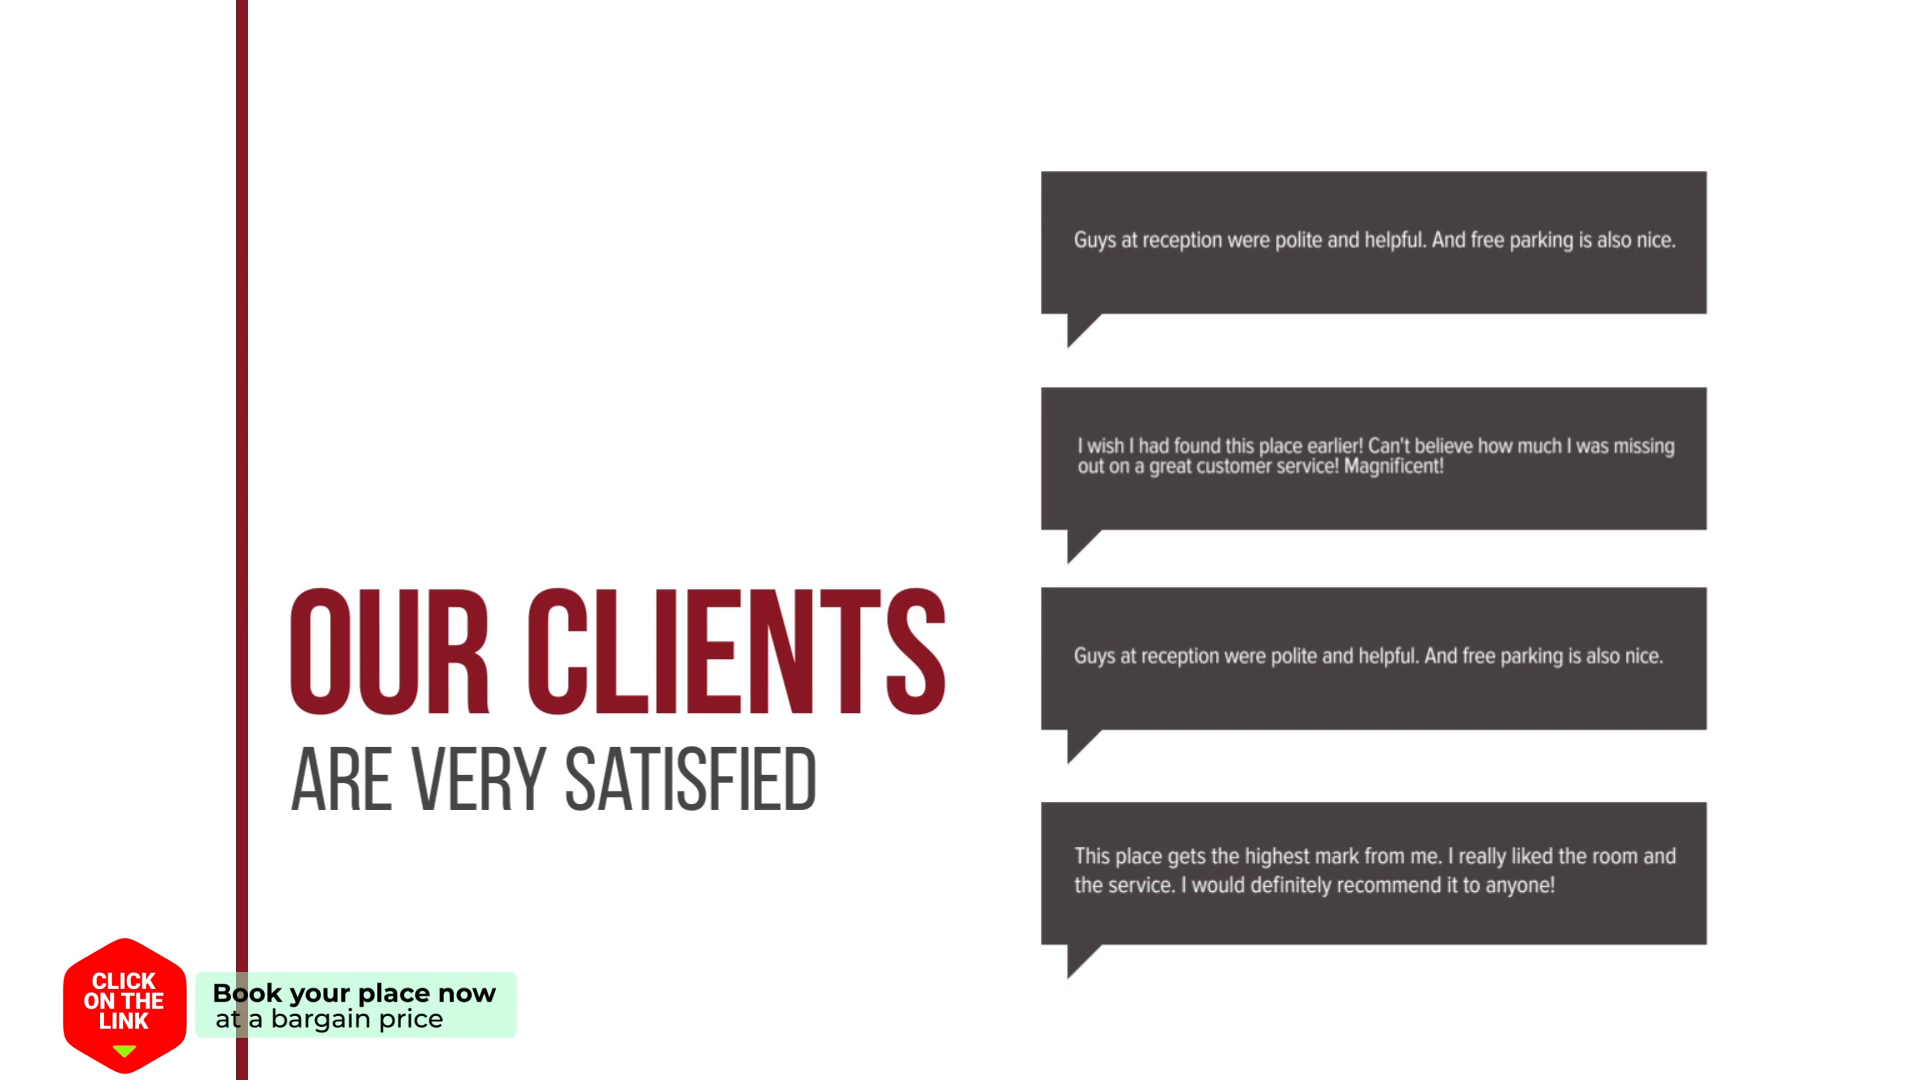 OUR CLIENTS
ARE VERY SATISFIED
Guys at reception were polite and helpful. And free parking is also nice.
I wish I had found this place earlier! Can't believe how much I was missing
out on a great customer service! Magnificent!
Guys at reception were polite and helpful. And free parking is also nice.
This place gets the highest mark from me. I really liked the room and
the service. I would definitely recommend it to anyone!
CLICK
ON THE
LINK
Book your place now
at a bargain price